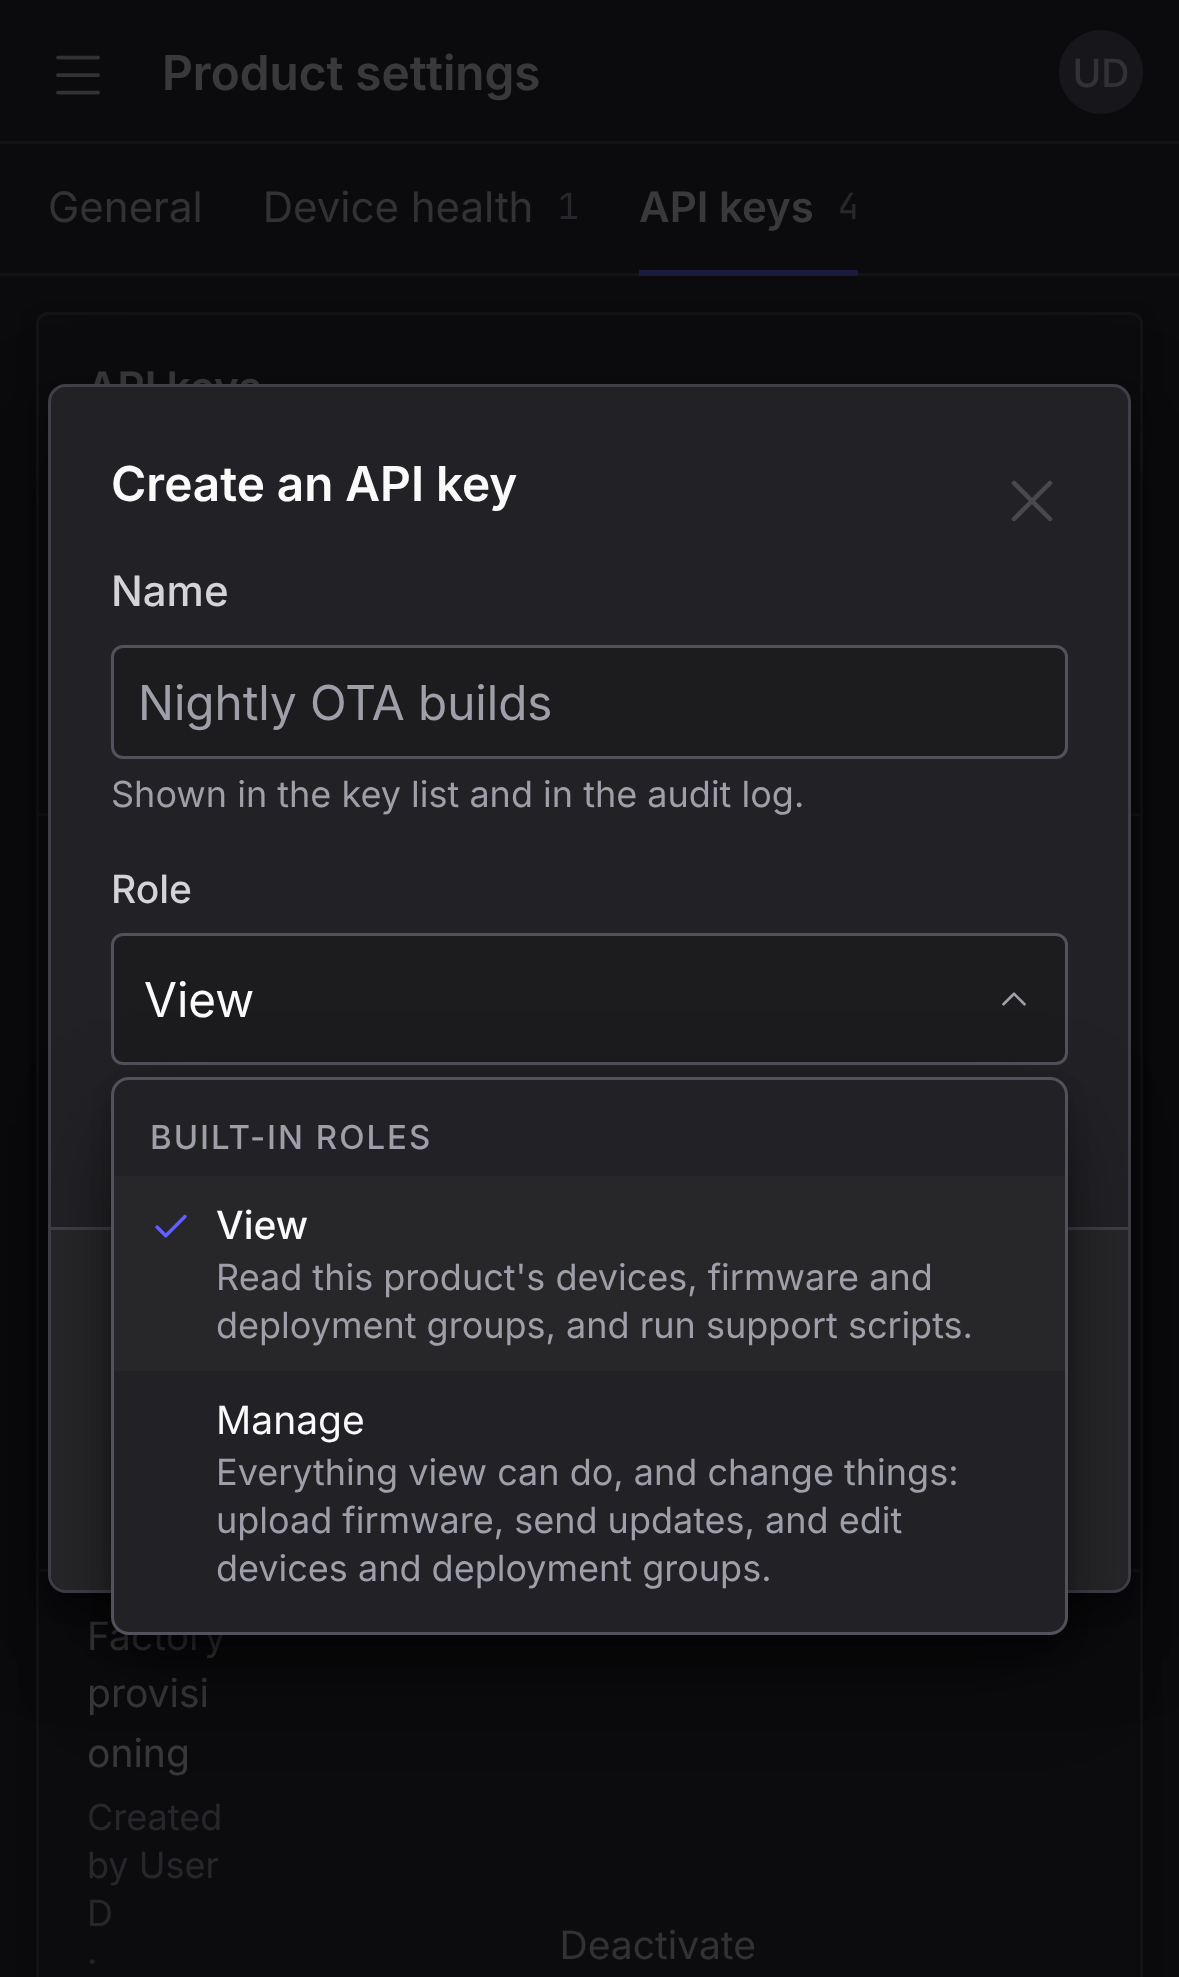 Product settings
UD
General
Device health 1
API keys 4
API keys
Create an API key
Name
Nightly OTA builds
Shown in the key list and in the audit log.
Role
View
BUILT-IN ROLES
View
Read this product's devices, firmware and
deployment groups, and run support scripts.
Manage
Everything view can do, and change things:
upload firmware, send updates, and edit
devices and deployment groups.
Factory
provisi
oning
Created
by User
D
·
Deactivate